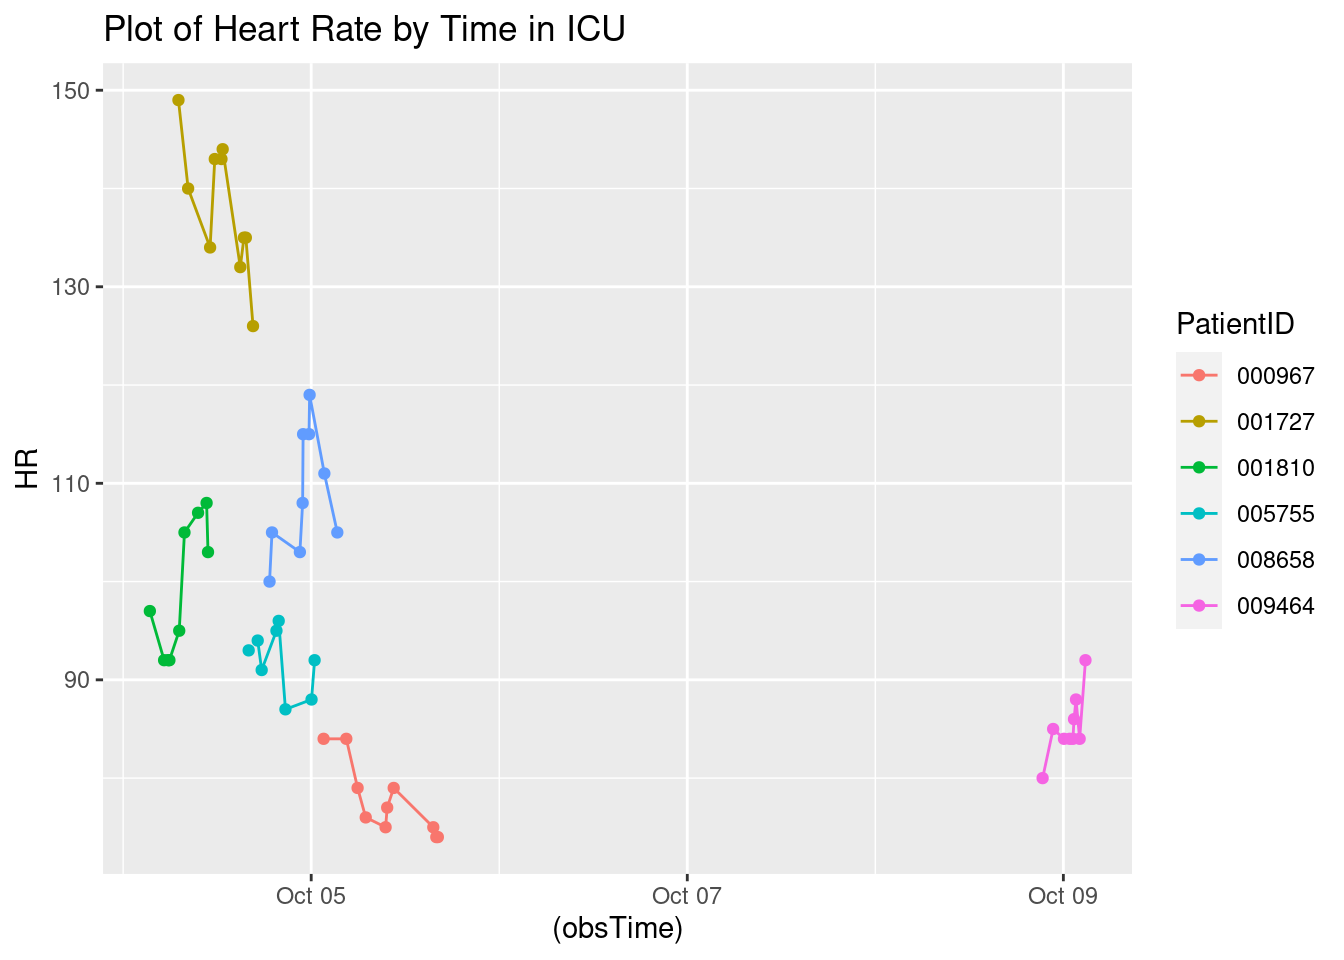 Plot of Heart Rate by Time in ICU
150
130
110
90
HR
Oct 05
Oct 07
Oct 09
(obsTime)
PatientID
000967
001727
001810
005755
008658
009464